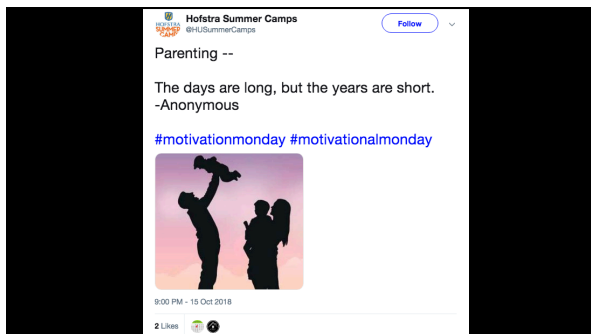 HOFSTRA
SUMMER
CAMP
Hofstra Summer Camps
@HUSummerCamps
Follow
Parenting --
The days are long, but the years are short.
-Anonymous
#motivationmonday #motivationalmonday
9:00 PM - 15 Oct 2018
2 Likes